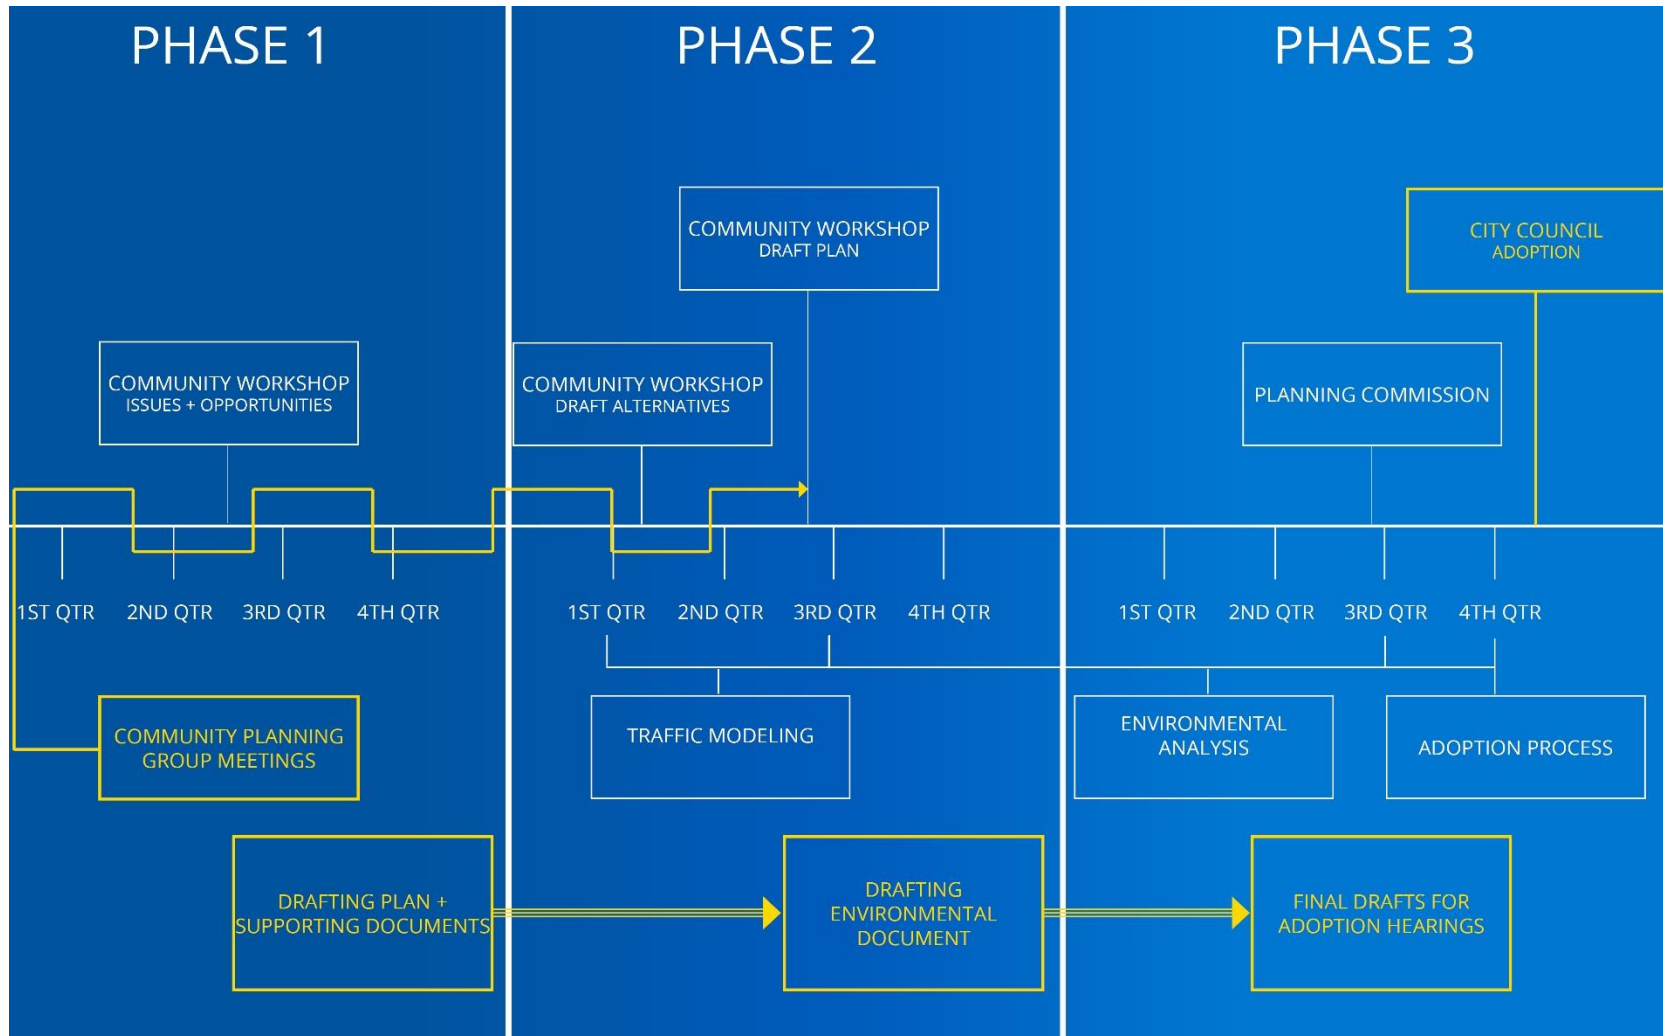 PHASE 1
PHASE 2
PHASE 3
COMMUNITY WORKSHOP
DRAFT PLAN
CITY COUNCIL
ADOPTION
COMMUNITY WORKSHOP
ISSUES + OPPORTUNITIES
COMMUNITY WORKSHOP
DRAFT ALTERNATIVES
PLANNING COMMISSION
1ST QTR
2ND QTR
3RD QTR
4TH QTR
1ST QTR
2ND QTR
3RD QTR
4TH QTR
1ST QTR
2ND QTR
3RD QTR
4TH QTR
COMMUNITY PLANNING
GROUP MEETINGS
TRAFFIC MODELING
ENVIRONMENTAL
ANALYSIS
ADOPTION PROCESS
DRAFTING PLAN +
SUPPORTING DOCUMENTS
DRAFTING
ENVIRONMENTAL
DOCUMENT
FINAL DRAFTS FOR
ADOPTION HEARINGS